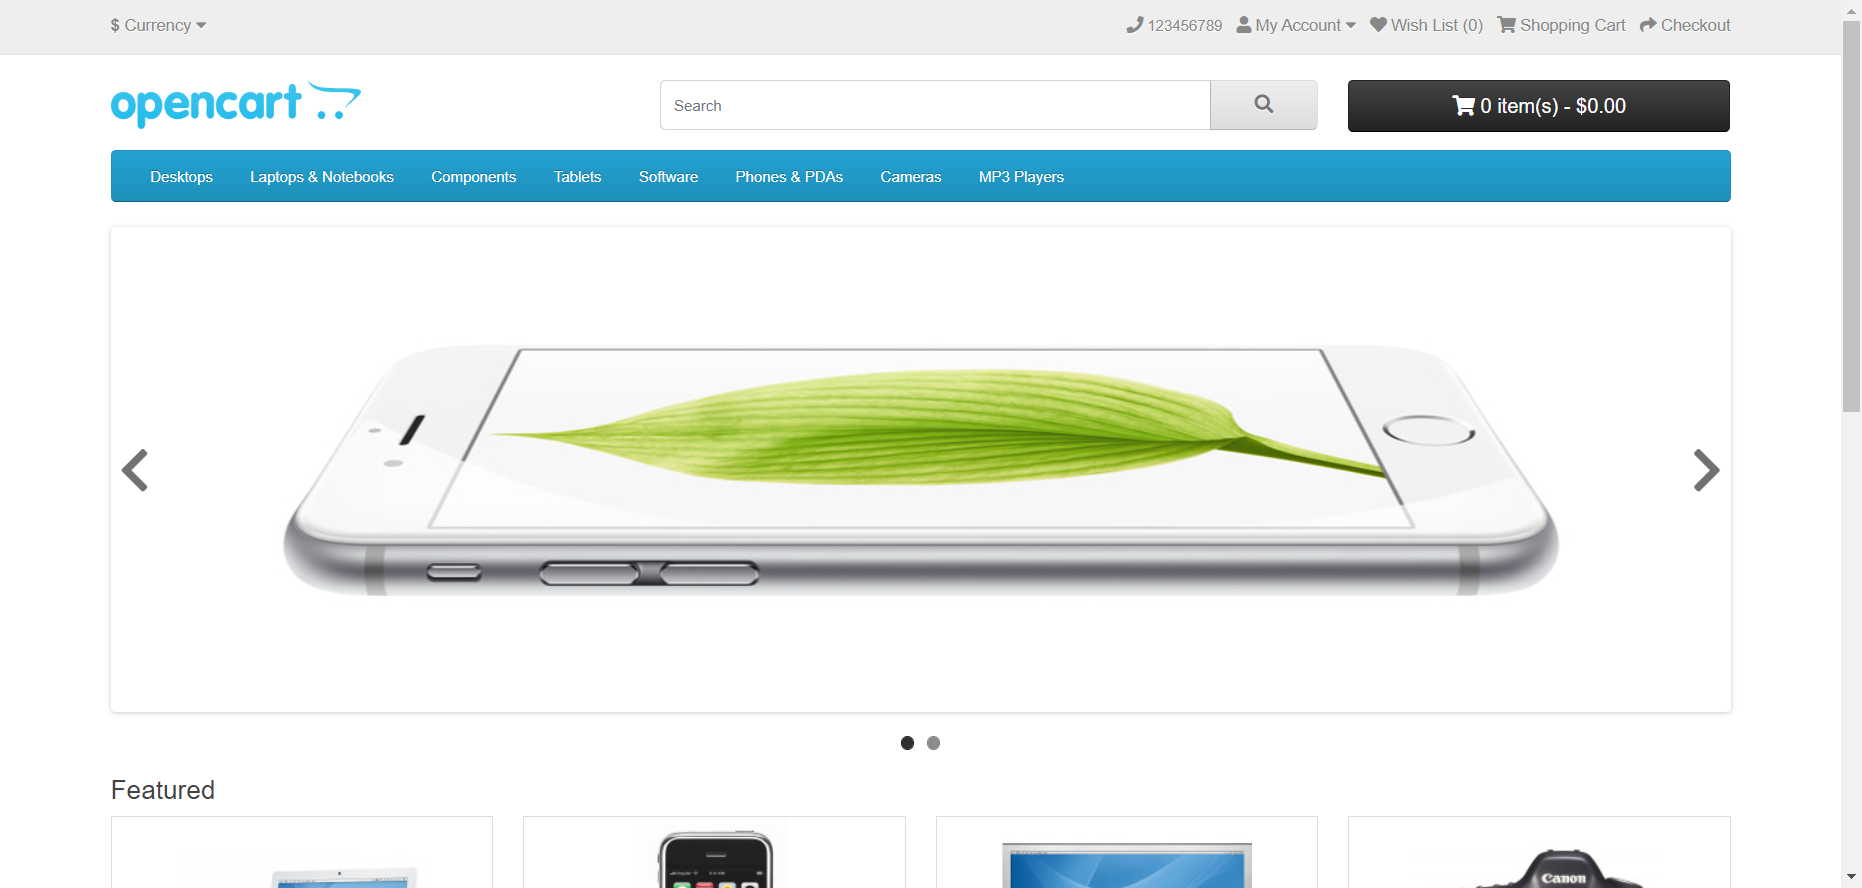 $ Currency
123456789 My Account Wish List (0) Shopping Cart Checkout
opencart
Search
0 item(s) - $0.00
Desktops Laptops & Notebooks Components Tablets Software Phones & PDAs Cameras MP3 Players
Featured
Canon